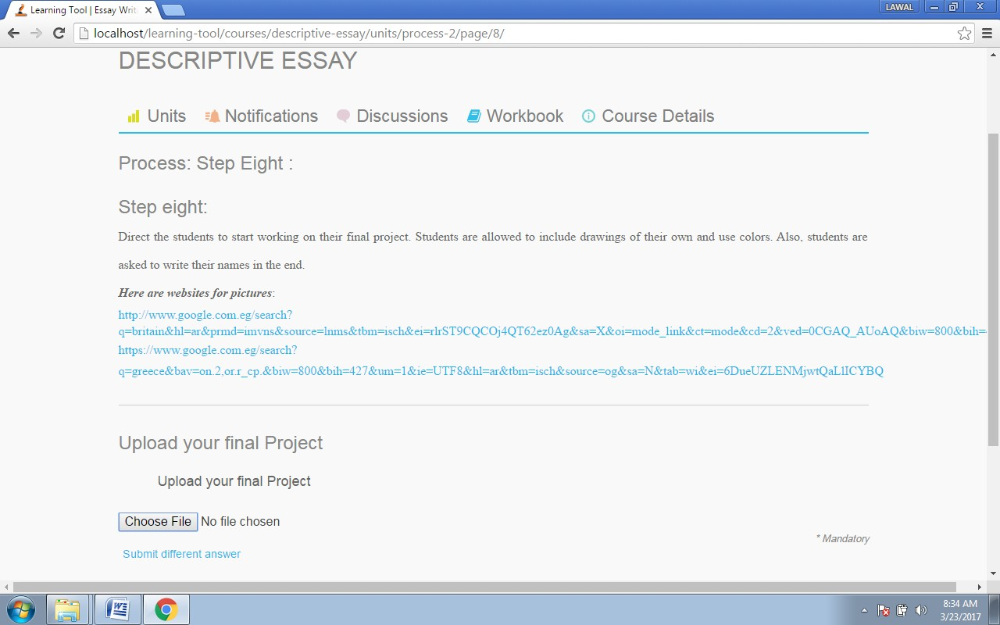 Learning Tool | Essay Writi
LAWAL
localhost/learning-tool/courses/descriptive-essay/units/process-2/page/8/
DESCRIPTIVE ESSAY
Units Notifications Discussions Workbook Course Details
Process: Step Eight :
Step eight:
Direct the students to start working on their final project. Students are allowed to include drawings of their own and use colors. Also, students are
asked to write their names in the end.
Here are websites for pictures:
http://www.google.com.eg/search?
q=britain&hl=ar&prmd=imvns&source=lnms&tbm=isch&ei=rlrST9CQCOj4QT62ez0Ag&sa=X&oi=mode_link&ct=mode&cd=2&ved=0CGAQ_AUoAQ&biw=800&bih=
https://www.google.com.eg/search?
q=greece&bav=on.2,or.r_cp.&biw=800&bih=427&um=1&ie=UTF8&hl=ar&tbm=isch&source=og&sa=N&tab=wi&ei=6DueUZLENMjwtQaLlICYBQ
Upload your final Project
Upload your final Project
Choose File No file chosen
* Mandatory
Submit different answer
8:34 AM
3/23/2017